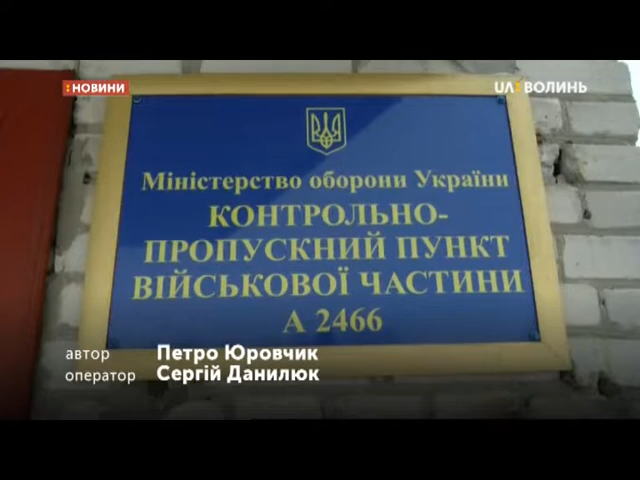 :НОВИНИ
UA:ВОЛИНЬ
Міністерство оборони України
КОНТРОЛЬНО-
ПРОПУСКНИЙ ПУНКТ
ВІЙСЬКОВОЇ ЧАСТИНИ
А 2466
автор Петро Юровчик
оператор Сергій Данилюк